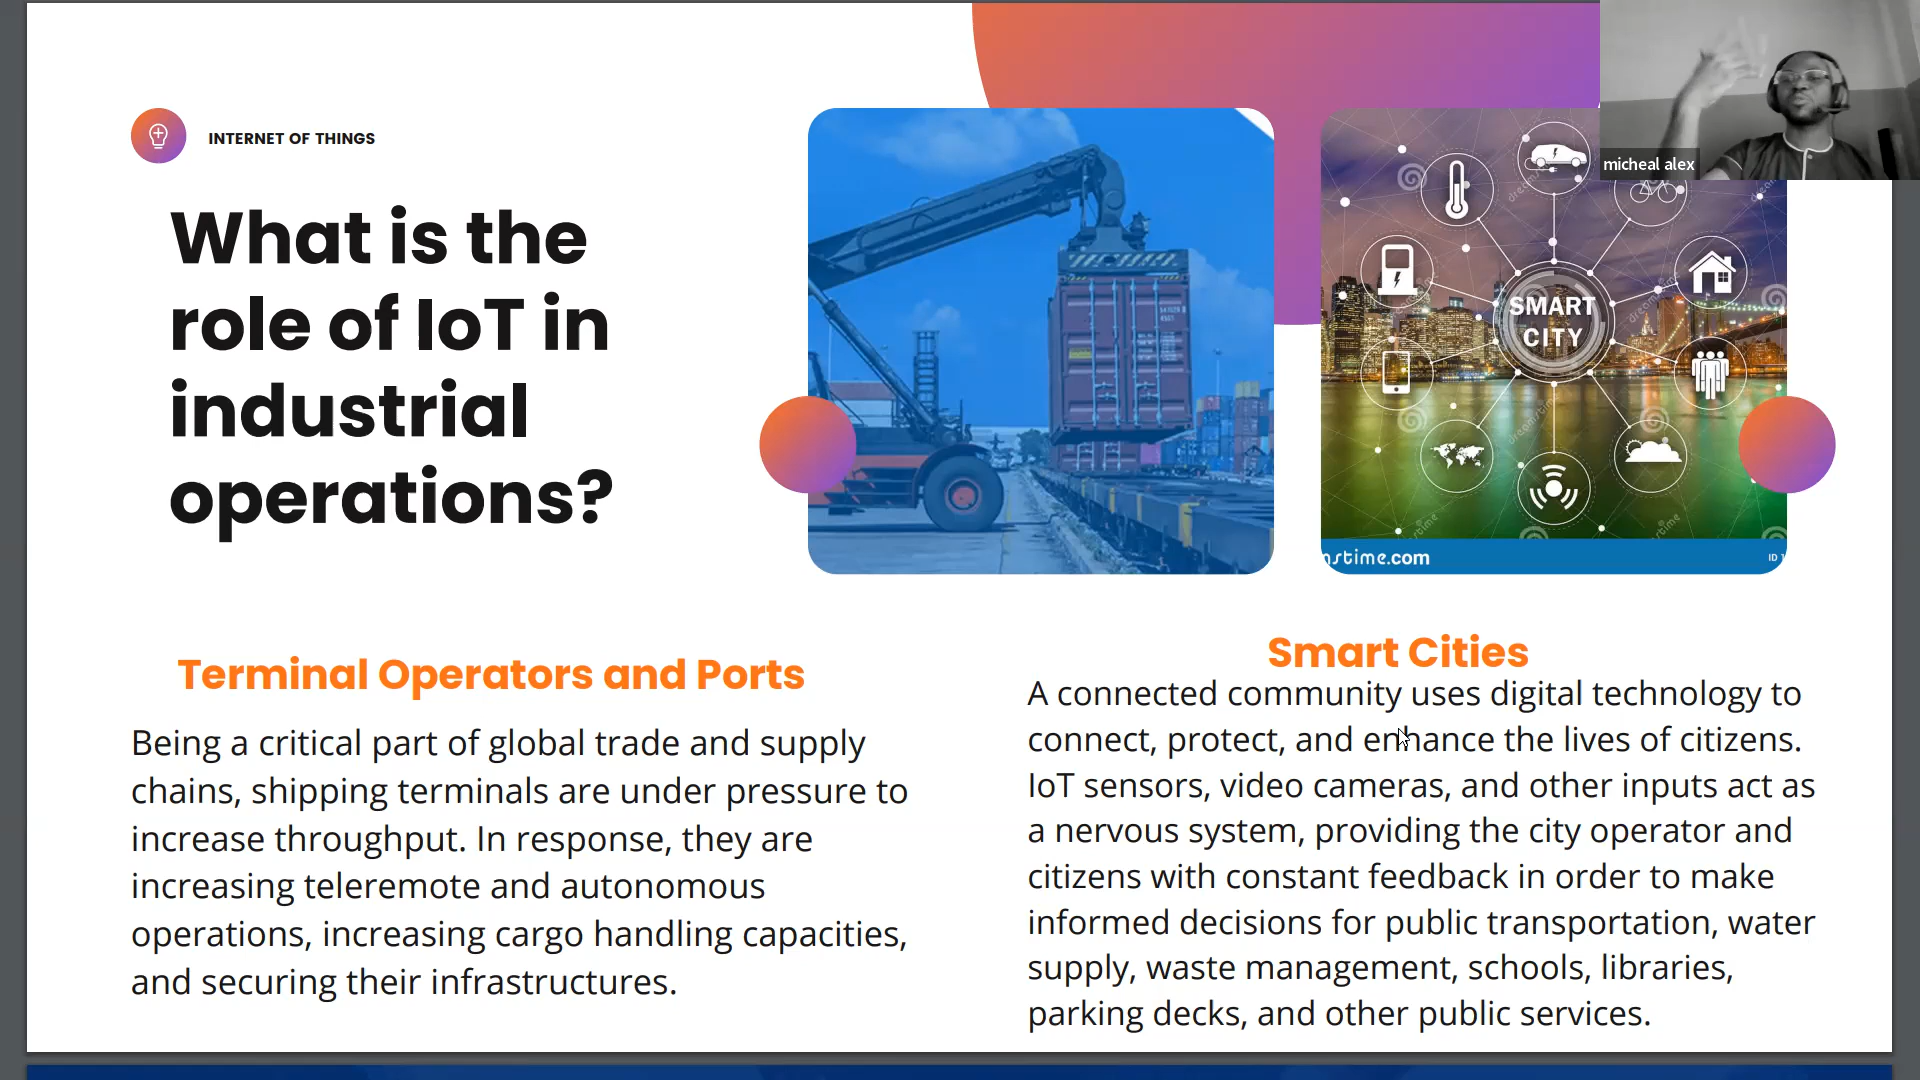 INTERNET OF THINGS
What is the
role of IoT in
industrial
operations?
micheal alex
SMART
CITY
stime.com
ID
Terminal Operators and Ports
Being a critical part of global trade and supply
chains, shipping terminals are under pressure to
increase throughput. In response, they are
increasing teleremote and autonomous
operations, increasing cargo handling capacities,
and securing their infrastructures.
Smart Cities
A connected community uses digital technology to
connect, protect, and enhance the lives of citizens.
IoT sensors, video cameras, and other inputs act as
a nervous system, providing the city operator and
citizens with constant feedback in order to make
informed decisions for public transportation, water
supply, waste management, schools, libraries,
parking decks, and other public services.